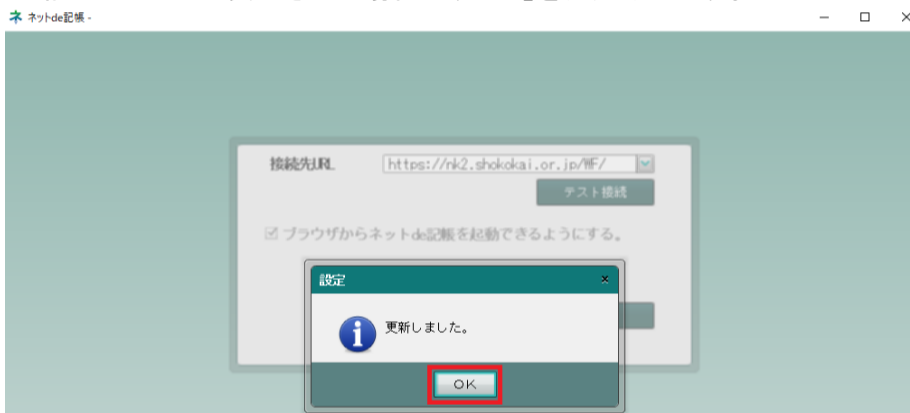 ネットde記帳 -
接続先URL
https://nk2.shokokai.or.jp/WF/
テスト接続
ブラウザからネットde記帳を起動できるようにする。
設定
更新しました。
OK